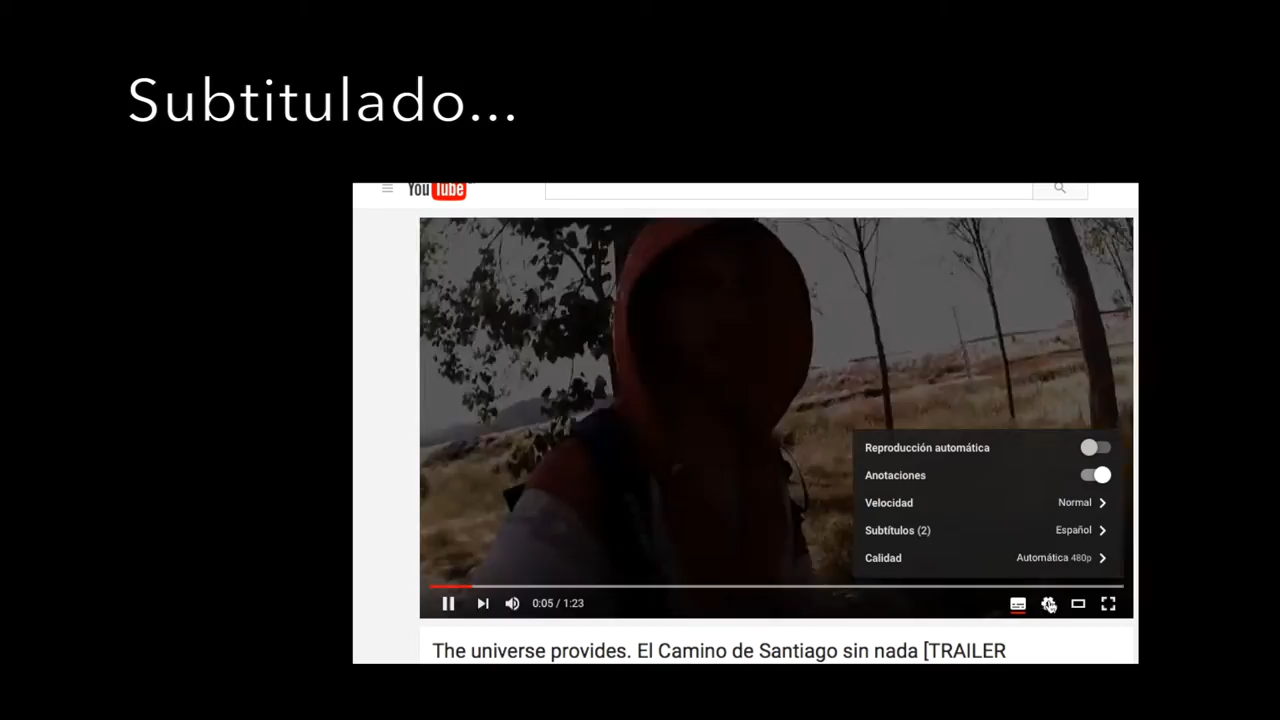 Subtitulado...
YouTube
Reproducción automática
Anotaciones
Velocidad Normal
Subtítulos (2) Español
Calidad Automática 480p
0:05 / 1:23
The universe provides. El Camino de Santiago sin nada [TRAILER